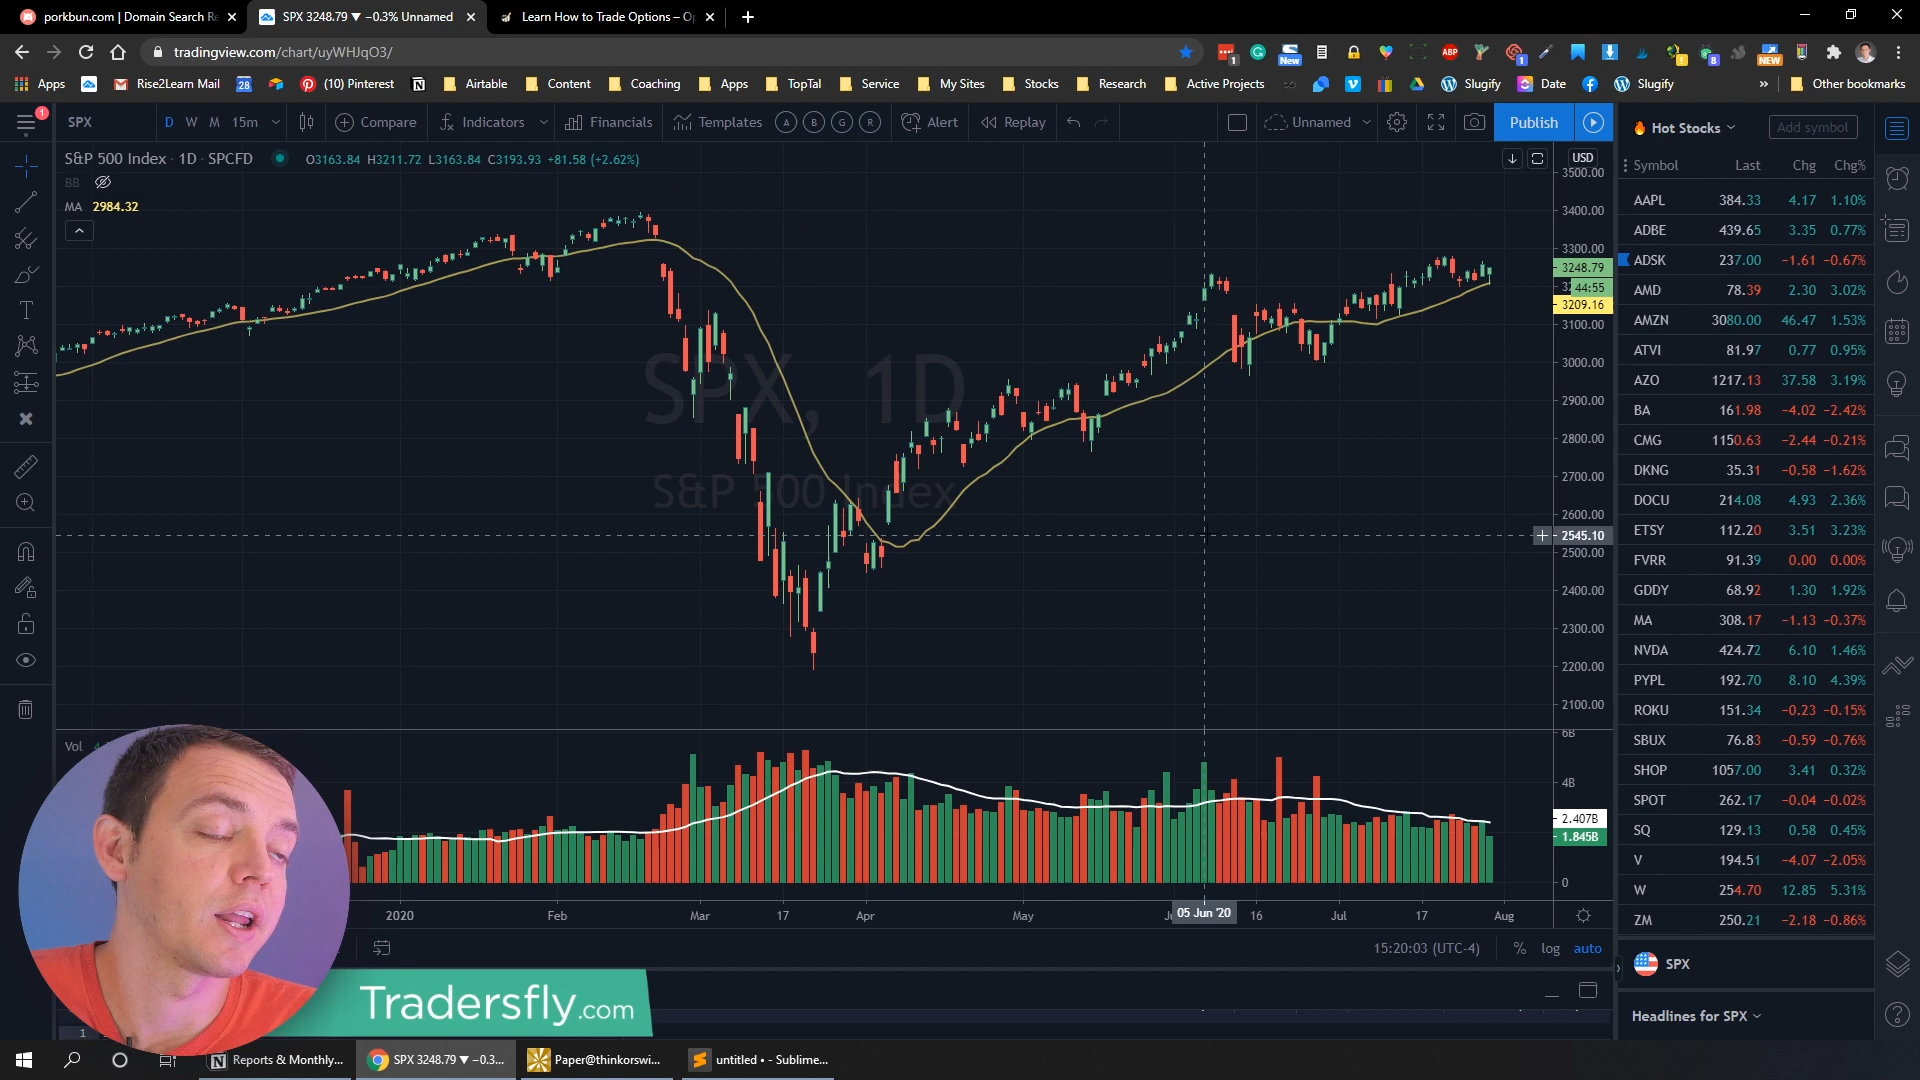 porkbun.com | Domain Search Re
SPX 3248.79 ▼ −0.3% Unnamed
Learn How to Trade Options – Op
tradingview.com/chart/uyWHJqO3/
1
New
ABP
1
8
NEW
Apps
Rise2Learn Mail
28
(10) Pinterest
Airtable
Content
Coaching
Apps
TopTal
Service
My Sites
Stocks
Research
Active Projects
Slugify
Date
Slugify
»
Other bookmarks
1
SPX
D
W
M
15m
Compare
Indicators
Financials
Templates
A
B
G
R
Alert
Replay
Unnamed
Publish
Hot Stocks
Add symbol
S&P 500 Index · 1D · SPCFD
O3163.84 H3211.72 L3163.84 C3193.93 +81.58 (+2.62%)
BB
MA 2984.32
USD
3500.00
3400.00
3300.00
3248.79
44:55
3209.16
3100.00
3000.00
2900.00
2800.00
2700.00
2600.00
2545.10
2500.00
2400.00
2300.00
2200.00
2100.00
SPX, 1D
S&P 500 Index
Vol
6B
4B
2.407B
1.845B
0
2020
Feb
Mar
17
Apr
May
05 Jun '20
16
Jul
17
Aug
15:20:03 (UTC-4)
%
log
auto
Symbol Last Chg Chg%
AAPL 384.33 4.17 1.10%
ADBE 439.65 3.35 0.77%
ADSK 237.00 −1.61 −0.67%
AMD 78.39 2.30 3.02%
AMZN 3080.00 46.47 1.53%
ATVI 81.97 0.77 0.95%
AZO 1217.13 37.58 3.19%
BA 161.98 −4.02 −2.42%
CMG 1150.63 −2.44 −0.21%
DKNG 35.31 −0.58 −1.62%
DOCU 214.08 4.93 2.36%
ETSY 112.20 3.51 3.23%
FVRR 91.39 0.00 0.00%
GDDY 68.92 1.30 1.92%
MA 308.17 −1.13 −0.37%
NVDA 424.72 6.10 1.46%
PYPL 192.70 8.10 4.39%
ROKU 151.34 −0.23 −0.15%
SBUX 76.83 −0.59 −0.76%
SHOP 1057.00 3.41 0.32%
SPOT 262.17 −0.04 −0.02%
SQ 129.13 0.58 0.45%
V 194.51 −4.07 −2.05%
W 254.70 12.85 5.31%
ZM 250.21 −2.18 −0.86%
SPX
Headlines for SPX
Tradersfly.com
1
Reports & Monthly...
SPX 3248.79 ▼ −0.3...
Paper@thinkorswi...
untitled • - Sublime...